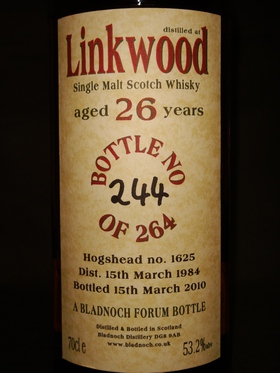 distilled at
Linkwood
Single Malt Scotch Whisky
aged 26 years
BOTTLE NO
244
OF 264
Hogshead no. 1625
Dist. 15th March 1984
Bottled 15th March 2010
A BLADNOCH FORUM BOTTLE
Distilled & Bottled in Scotland
Bladnoch Distillery DG8 9AB
www.bladnoch.co.uk
70cl e
53.2%